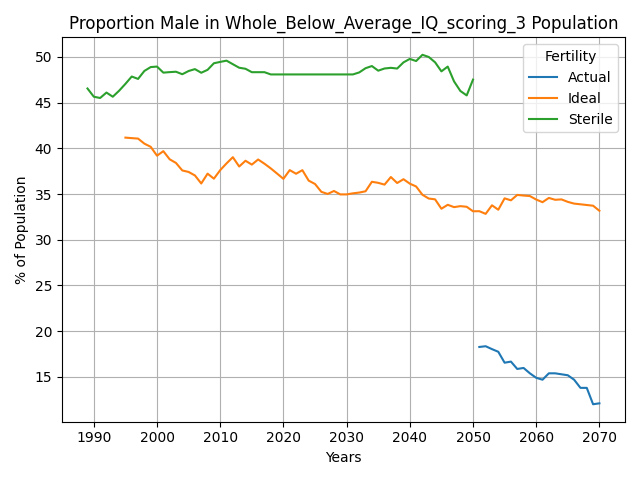 Proportion Male in Whole_Below_Average_IQ_scoring_3 Population
Fertility
Actual
Ideal
Sterile
% of Population
50
45
40
35
30
25
20
15
1990 2000 2010 2020 2030 2040 2050 2060 2070
Years